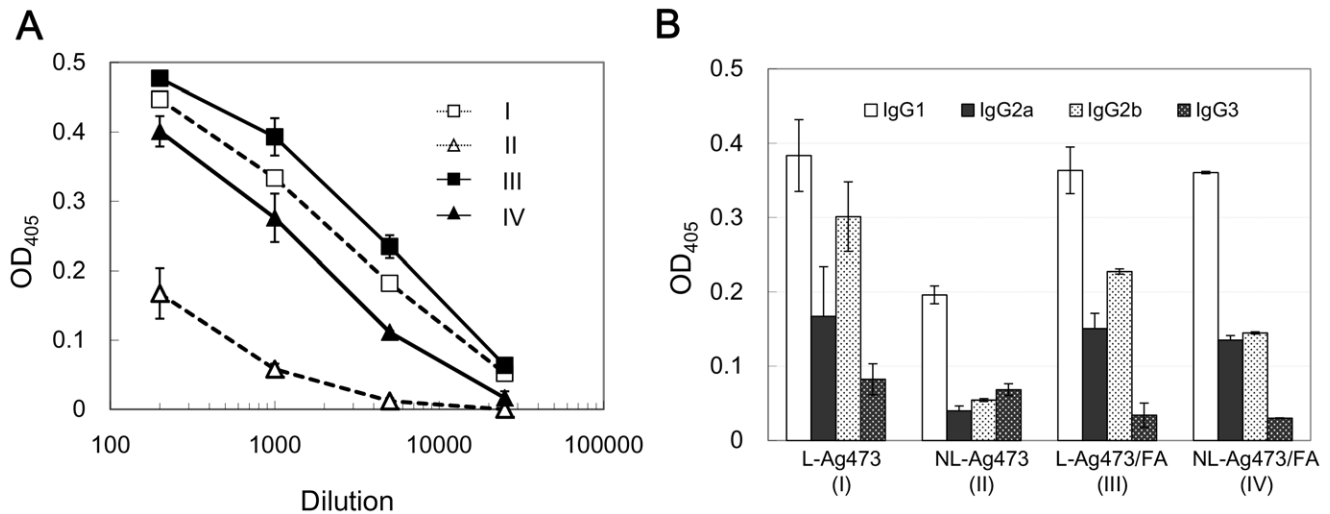 A
0.5
0.4
0.3
0.2
0.1
0
OD405
100 1000 10000 100000
Dilution
I
II
III
IV
B
0.5
0.4
0.3
0.2
0.1
0
OD405
IgG1 IgG2a IgG2b IgG3
L-Ag473 NL-Ag473 L-Ag473/FA NL-Ag473/FA
(I) (II) (III) (IV)